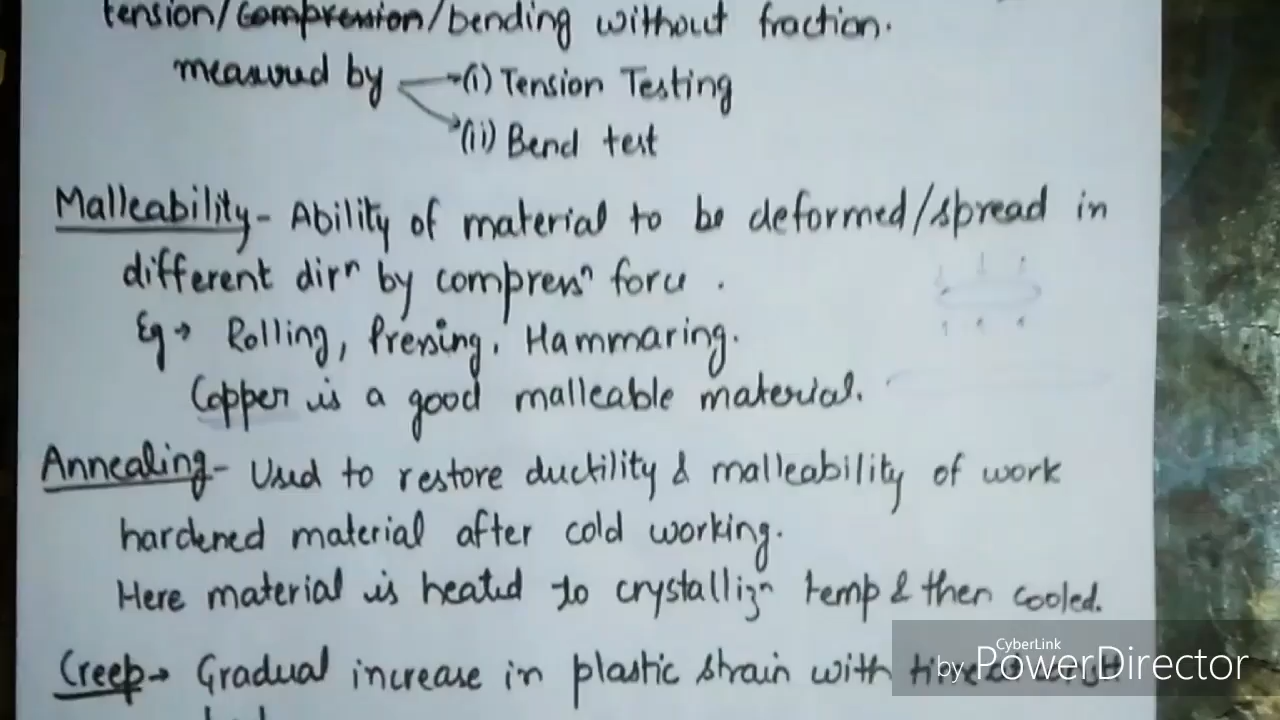 tension/compression/bending without fraction.
measured by → (i) Tension Testing
(ii) Bend test
Malleability - Ability of material to be deformed/spread in
different dirⁿ by compressⁿ force.
Eg → Rolling, Pressing, Hammaring.
Copper is a good malleable material.
Annealing - Used to restore ductility & malleability of work
hardened material after cold working.
Here material is heated to crystallizⁿ temp & then cooled.
Creep → Gradual increase in plastic strain with time
CyberLink
by PowerDirector